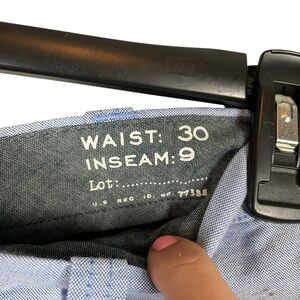 WAIST: 30
INSEAM: 9
Lot:................
U.S REG ID. Nº 77388